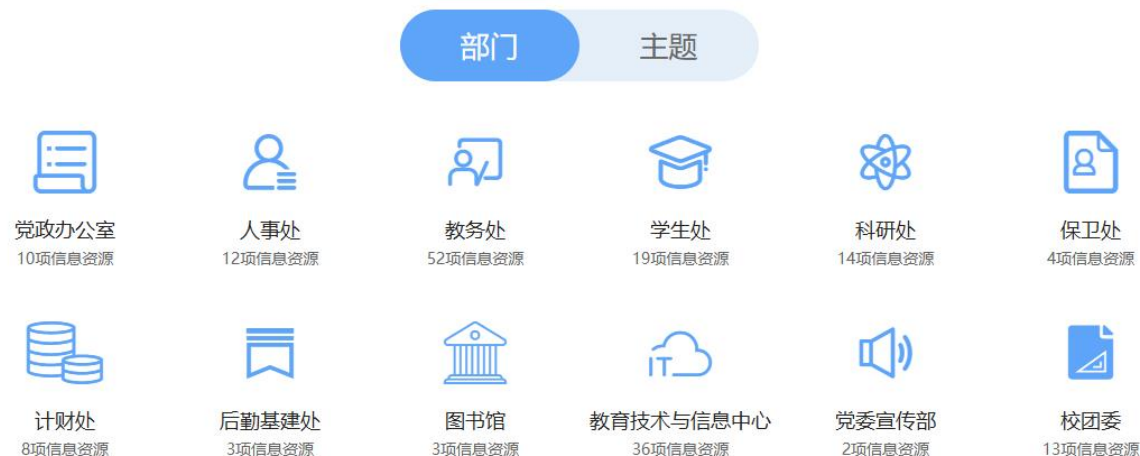 部门 主题
党政办公室 人事处 教务处 学生处 科研处 保卫处
10项信息资源 12项信息资源 52项信息资源 19项信息资源 14项信息资源 4项信息资源
IT
计财处 后勤基建处 图书馆 教育技术与信息中心 党委宣传部 校团委
8项信息资源 3项信息资源 3项信息资源 36项信息资源 2项信息资源 13项信息资源